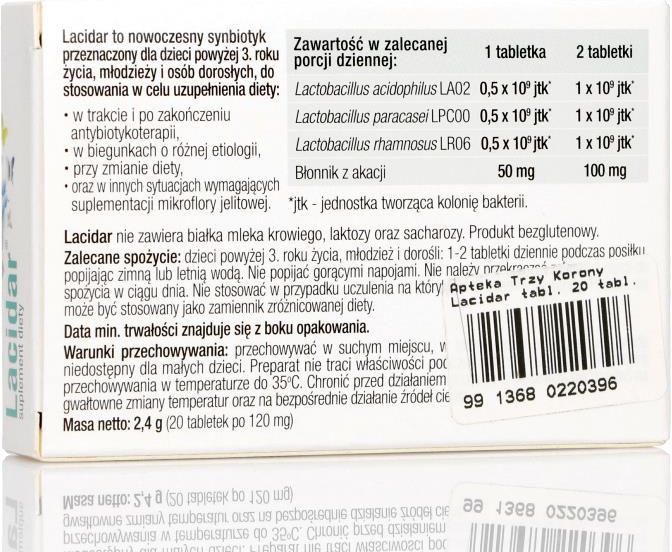 Lacidar to nowoczesny synbiotyk
przeznaczony dla dzieci powyżej 3. roku
życia, młodzieży i osób dorosłych, do
stosowania w celu uzupełnienia diety:
• w trakcie i po zakończeniu
antybiotykoterapii,
• w biegunkach o różnej etiologii,
• przy zmianie diety,
• oraz w innych sytuacjach wymagających
suplementacji mikroflory jelitowej.
Zawartość w zalecanej porcji dziennej: 1 tabletka 2 tabletki
Lactobacillus acidophilus LA02 0,5 x 10⁹ jtk* 1 x 10⁹ jtk*
Lactobacillus paracasei LPC00 0,5 x 10⁹ jtk* 1 x 10⁹ jtk*
Lactobacillus rhamnosus LR06 0,5 x 10⁹ jtk* 1 x 10⁹ jtk*
Błonnik z akacji 50 mg 100 mg
*jtk - jednostka tworząca kolonię bakterii.
Lacidar nie zawiera białka mleka krowiego, laktozy oraz sacharozy. Produkt bezglutenowy.
Zalecane spożycie: dzieci powyżej 3. roku życia, młodzież i dorośli: 1-2 tabletki dziennie podczas posiłku,
popijając zimną lub letnią wodą. Nie popijać gorącymi napojami. Nie należy przekraczać
spożycia w ciągu dnia. Nie stosować w przypadku uczulenia na któryk
może być stosowany jako zamiennik zróżnicowanej diety.
Data min. trwałości znajduje się z boku opakowania.
Warunki przechowywania: przechowywać w suchym miejscu, w
niedostępny dla małych dzieci. Preparat nie traci właściwości pod
przechowywania w temperaturze do 35°C. Chronić przed działaniem
gwałtowne zmiany temperatur oraz na bezpośrednie działanie źródeł cie
Masa netto: 2,4 g (20 tabletek po 120 mg)
Apteka Trzy Korony
Lacidar tabl. 20 tabl.
99 1368 0220396
Lacidar
suplement diety